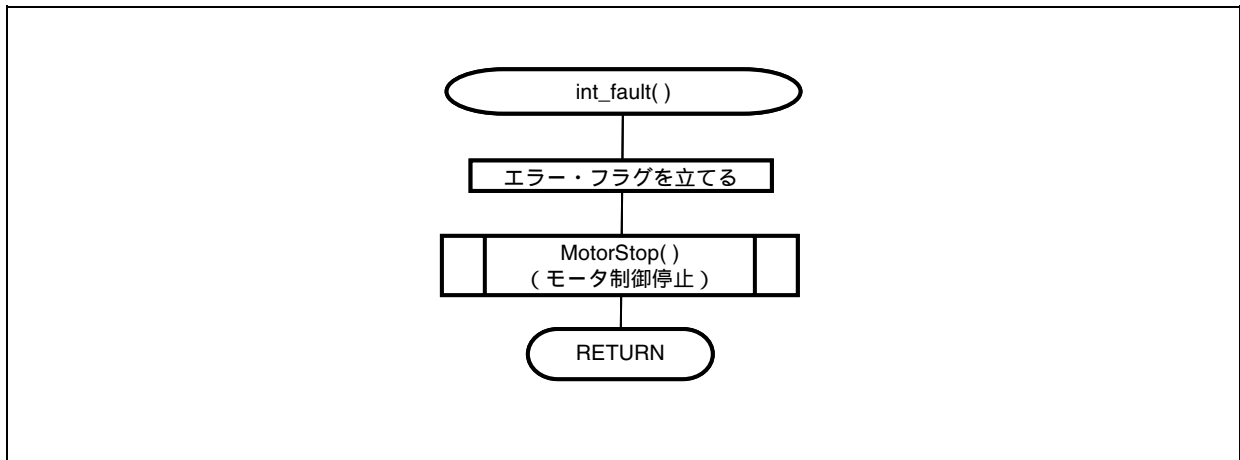 int_fault( )
エラー・フラグを立てる
MotorStop( )
（モータ制御停止）
RETURN